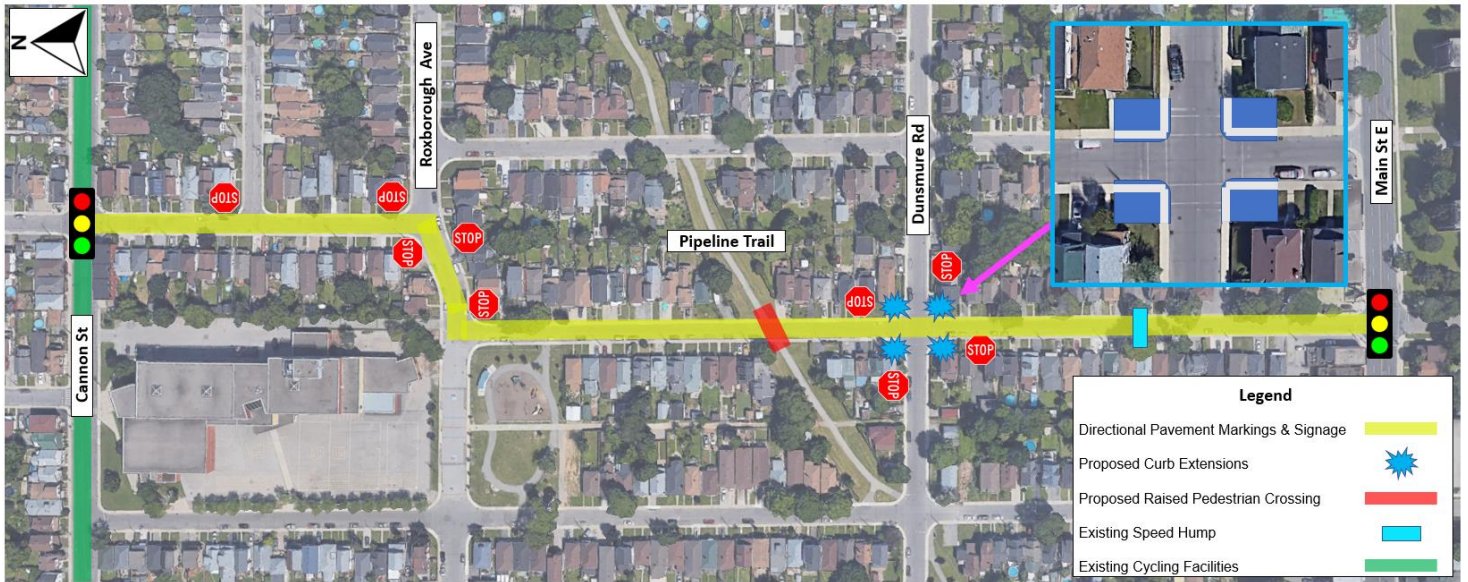 N
Cannon St
Roxborough Ave
Pipeline Trail
Dunsmure Rd
Main St E
STOP
STOP
STOP
STOP
STOP
STOP
STOP
STOP
STOP
Legend
Directional Pavement Markings & Signage
Proposed Curb Extensions
Proposed Raised Pedestrian Crossing
Existing Speed Hump
Existing Cycling Facilities